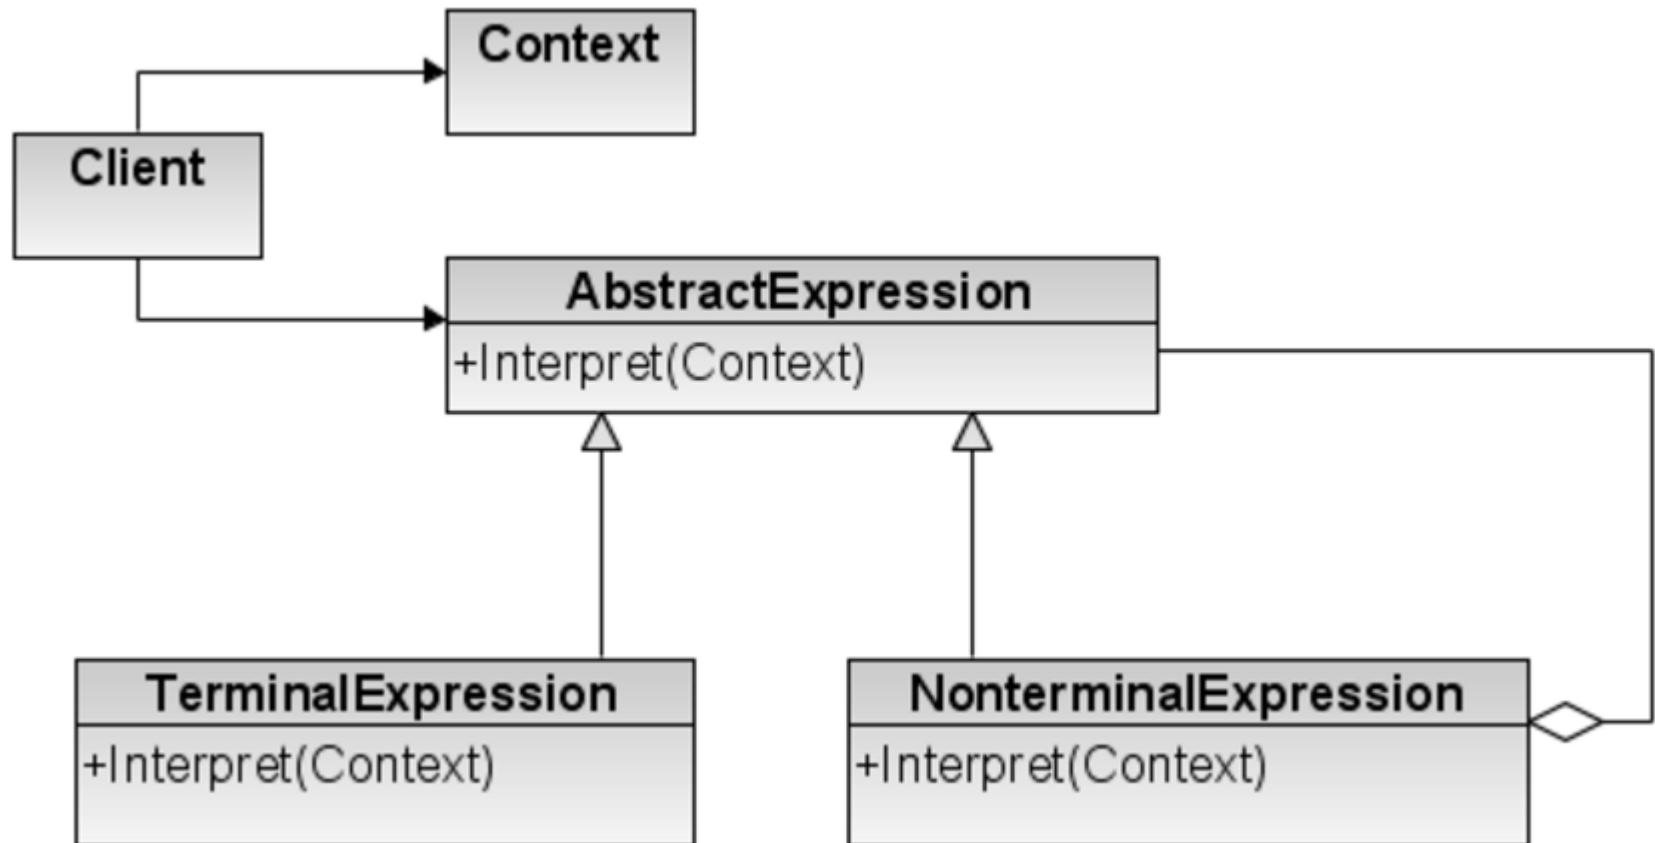 Context
Client
AbstractExpression
+Interpret(Context)
TerminalExpression
+Interpret(Context)
NonterminalExpression
+Interpret(Context)